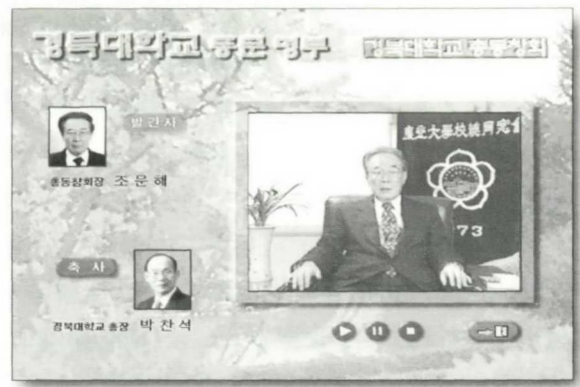 경북대학교 동문 명부
경북대학교 총동창회
발간사
총동창회장 조운해
축 사
경북대학교 총장 박찬석
73